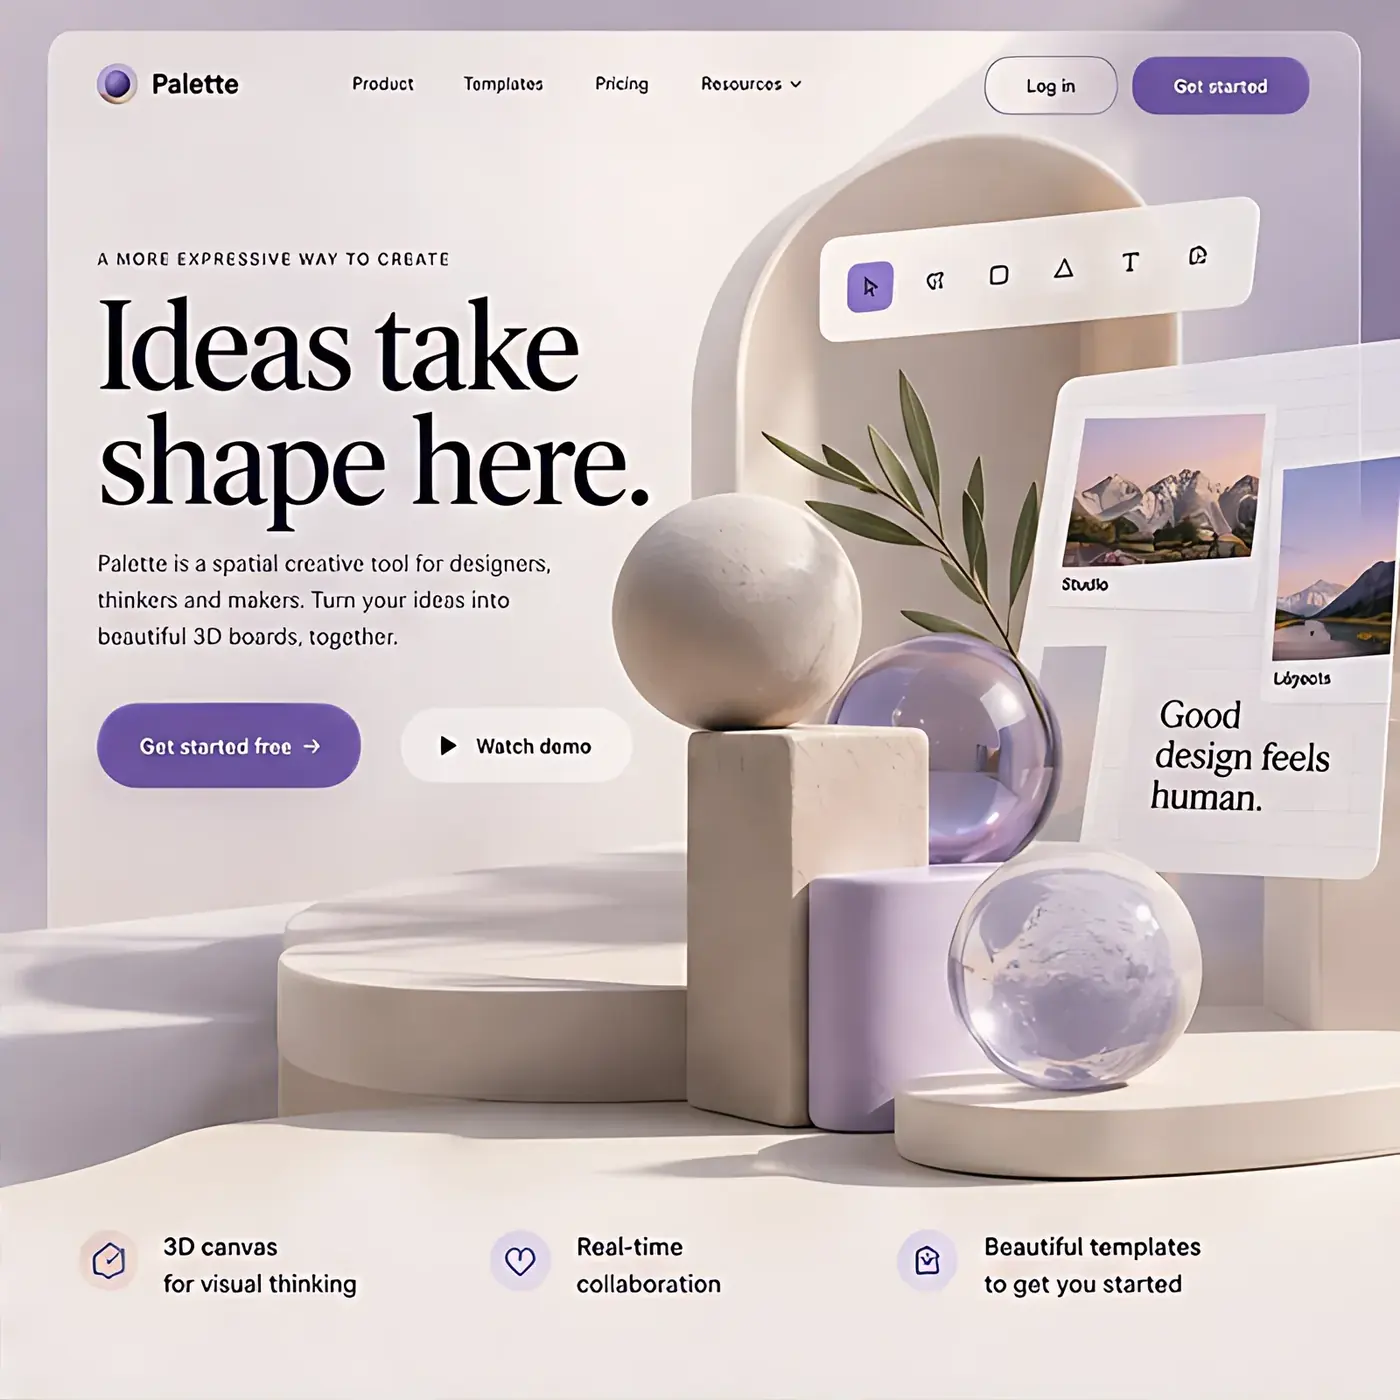 Palette
Product
Templates
Pricing
Resources
Log in
Get started
A MORE EXPRESSIVE WAY TO CREATE
Ideas take
shape here.
Palette is a spatial creative tool for designers,
thinkers and makers. Turn your ideas into
beautiful 3D boards, together.
Get started free →
Watch demo
T
Studio
Good
design feels
human.
3D canvas
for visual thinking
Real-time
collaboration
Beautiful templates
to get you started